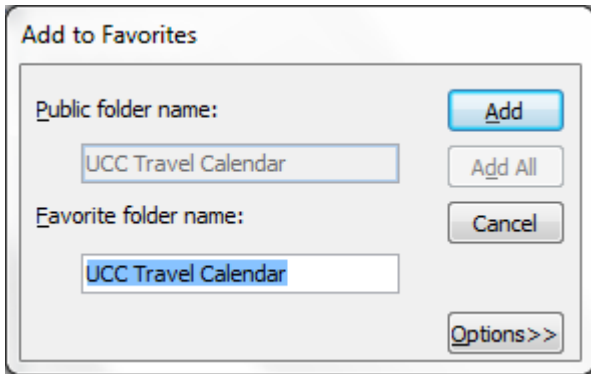 Add to Favorites
Public folder name:
Add
UCC Travel Calendar
Add All
Favorite folder name:
Cancel
UCC Travel Calendar
Options>>